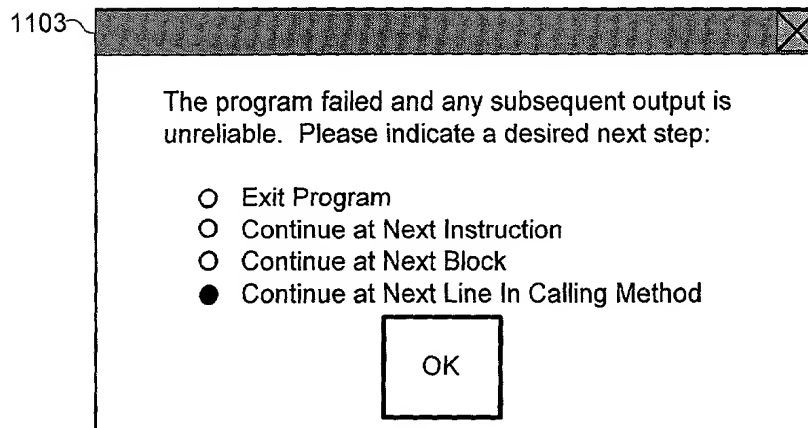 1103
The program failed and any subsequent output is
unreliable. Please indicate a desired next step:
Exit Program
Continue at Next Instruction
Continue at Next Block
Continue at Next Line In Calling Method
OK